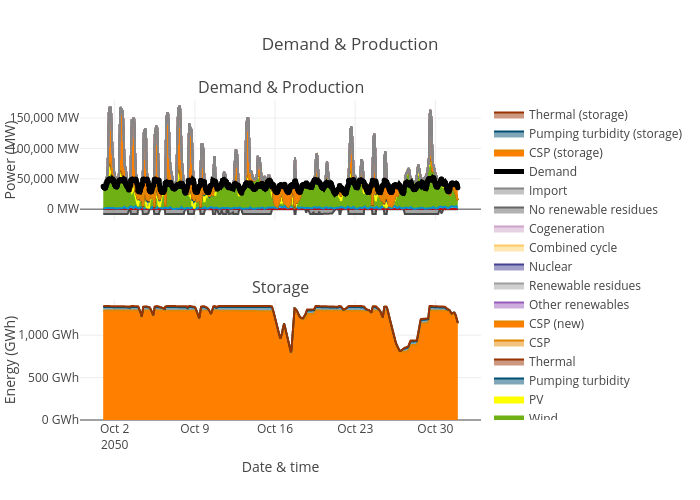 Demand & Production
Demand & Production
Power (MW)
150,000 MW
100,000 MW
50,000 MW
0 MW
Storage
Energy (GWh)
1,000 GWh
500 GWh
0 GWh
Oct 2
2050
Oct 9
Oct 16
Oct 23
Oct 30
Date & time
Thermal (storage)
Pumping turbidity (storage)
CSP (storage)
Demand
Import
No renewable residues
Cogeneration
Combined cycle
Nuclear
Renewable residues
Other renewables
CSP (new)
CSP
Thermal
Pumping turbidity
PV
Wind